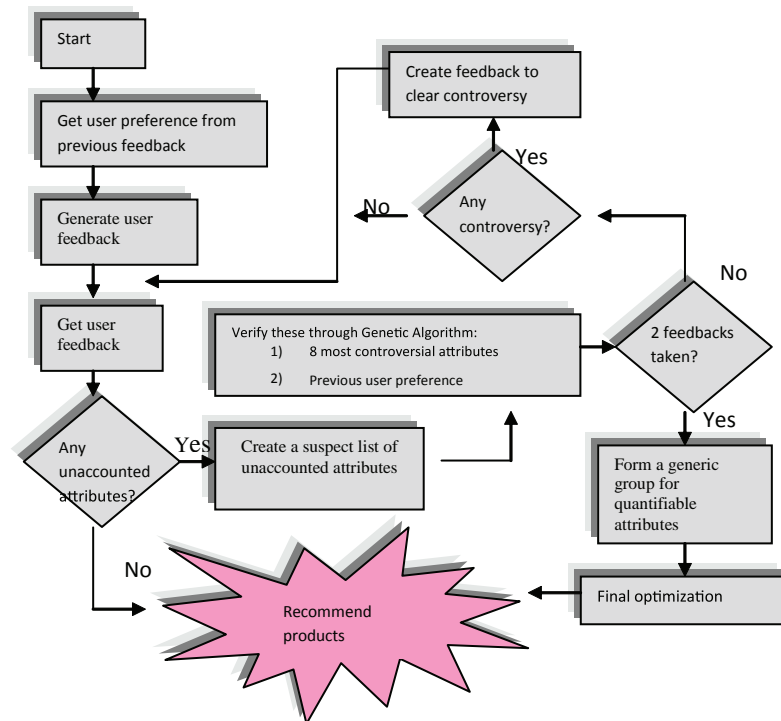 Start
Get user preference from
previous feedback
Generate user
feedback
Get user
feedback
Any
unaccounted
attributes?
Yes
No
Create a suspect list of
unaccounted attributes
Verify these through Genetic Algorithm:
1) 8 most controversial attributes
2) Previous user preference
2 feedbacks
taken?
No
Yes
Any
controversy?
Yes
No
Create feedback to
clear controversy
Form a generic
group for
quantifiable
attributes
Final optimization
Recommend
products